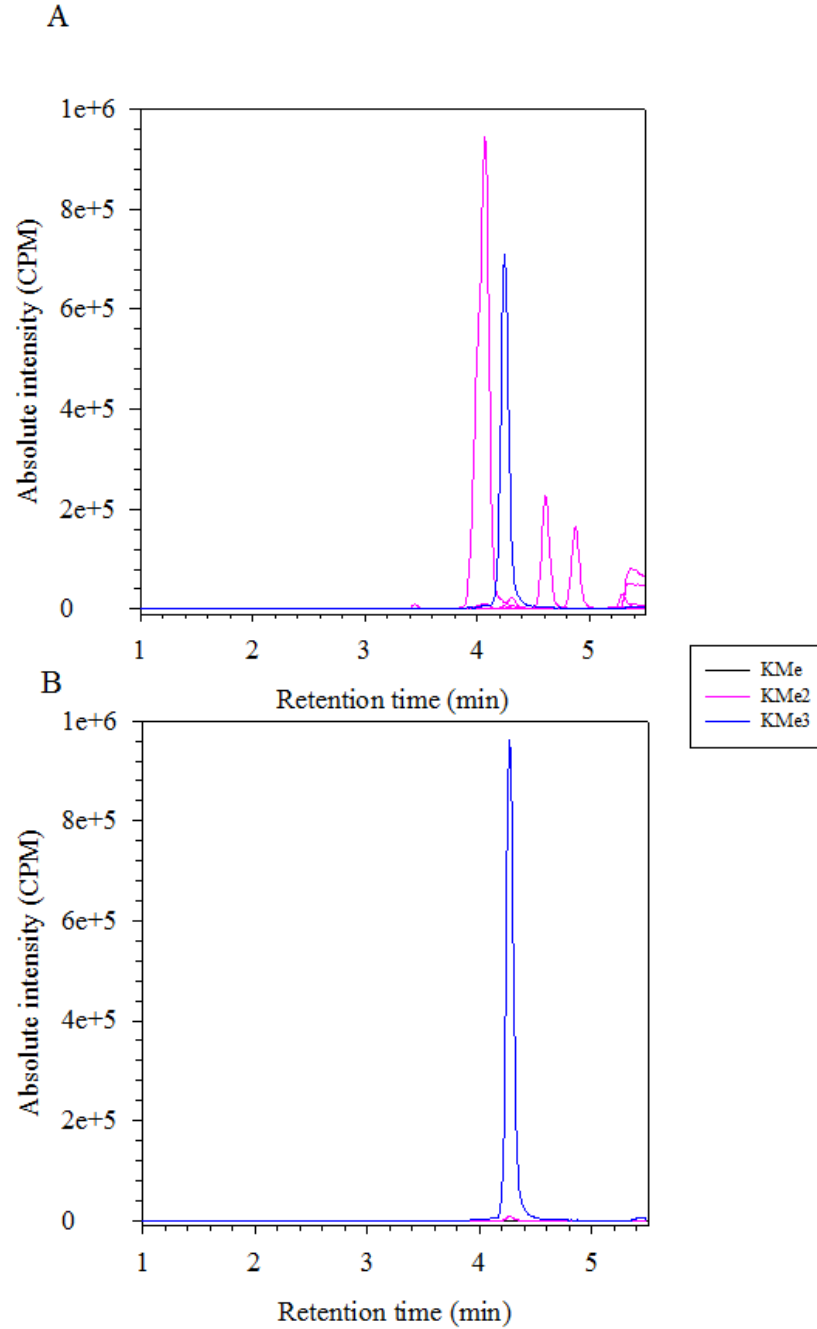 A
1e+6
8e+5
6e+5
4e+5
2e+5
0
Absolute intensity (CPM)
1 2 3 4 5
Retention time (min)
KMe
KMe2
KMe3
B
1e+6
8e+5
6e+5
4e+5
2e+5
0
Absolute intensity (CPM)
1 2 3 4 5
Retention time (min)